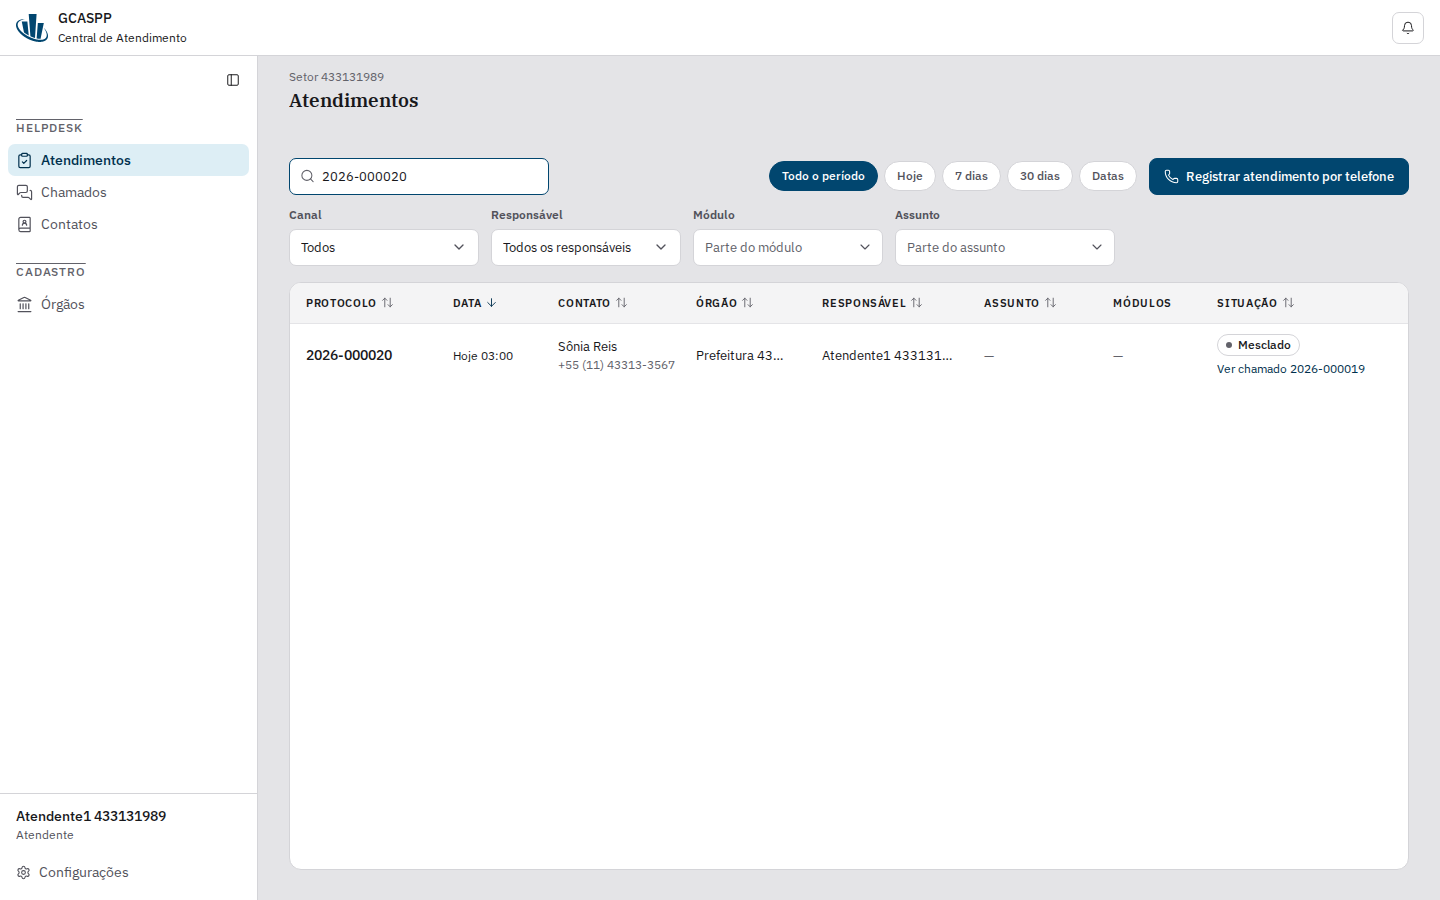 GCASPP
Central de Atendimento
HELPDESK
Atendimentos
Chamados
Contatos
CADASTRO
Órgãos
Atendente1 433131989
Atendente
Configurações
Setor 433131989
Atendimentos
2026-000020
Todo o período
Hoje
7 dias
30 dias
Datas
Registrar atendimento por telefone
Canal
Responsável
Módulo
Assunto
Todos
Todos os responsáveis
Parte do módulo
Parte do assunto
PROTOCOLO
DATA
CONTATO
ÓRGÃO
RESPONSÁVEL
ASSUNTO
MÓDULOS
SITUAÇÃO
2026-000020
Hoje 03:00
Sônia Reis
+55 (11) 43313-3567
Prefeitura 43…
Atendente1 433131…
—
—
Mesclado
Ver chamado 2026-000019